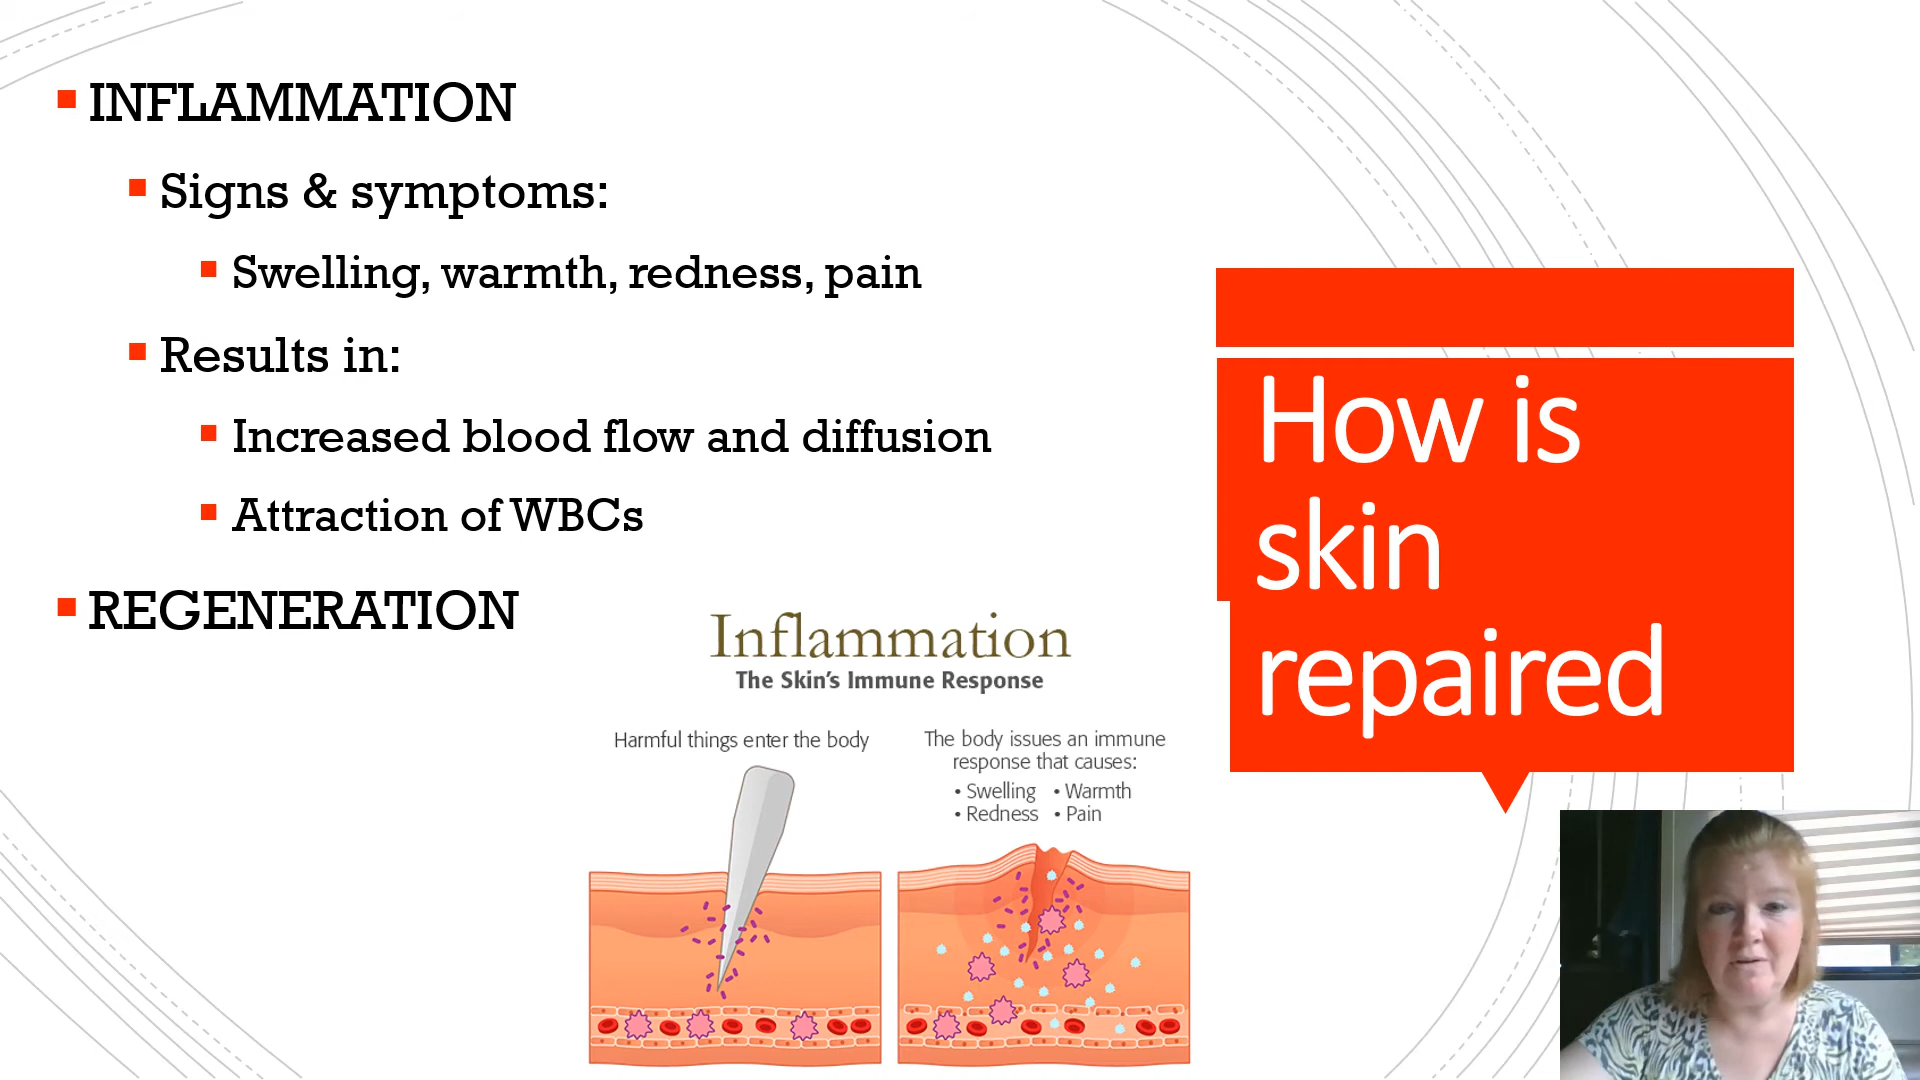 INFLAMMATION
Signs & symptoms:
Swelling, warmth, redness, pain
Results in:
Increased blood flow and diffusion
Attraction of WBCs
REGENERATION
How is
skin
repaired
Inflammation
The Skin's Immune Response
Harmful things enter the body
The body issues an immune
response that causes:
• Swelling • Warmth
• Redness • Pain